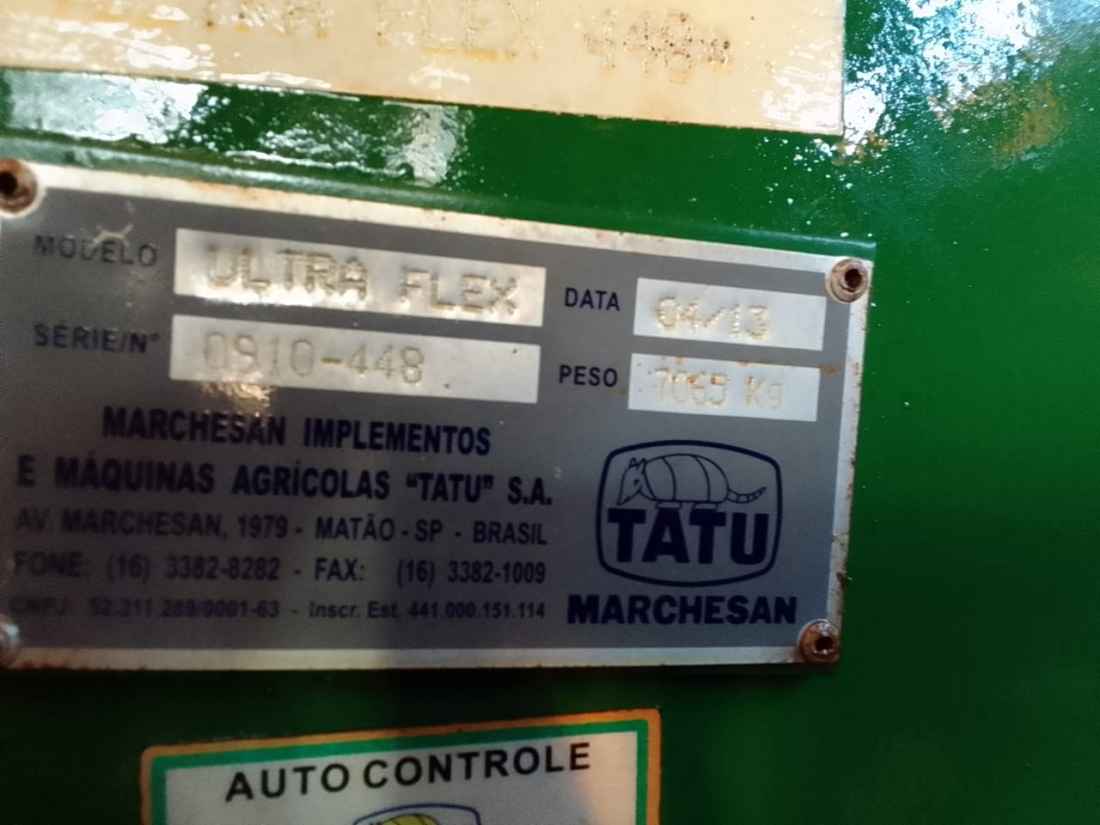 FLEX 448
MODELO ULTRA FLEX DATA 04/13
SÉRIE/Nº 0910-448 PESO 7065 Kg
MARCHESAN IMPLEMENTOS
E MÁQUINAS AGRÍCOLAS "TATU" S.A.
AV. MARCHESAN, 1979 - MATÃO - SP - BRASIL
FONE: (16) 3382-8282 - FAX: (16) 3382-1009
CNPJ: 52.311.289/0001-63 - Inscr. Est. 441.000.151.114
TATU
MARCHESAN
AUTO CONTROLE